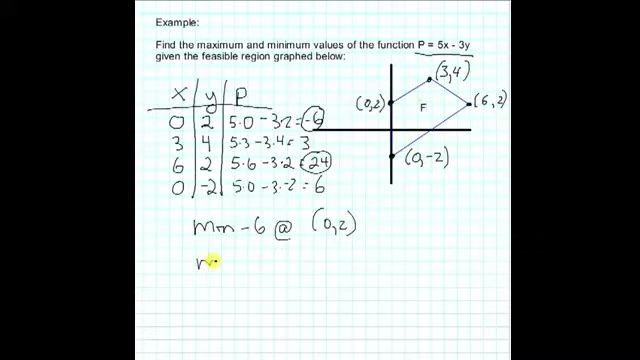 Example:
Find the maximum and minimum values of the function P = 5x - 3y
given the feasible region graphed below:
(3,4)
x y P
(0,2)
(6,2)
F
0 2 5·0 -3·2 = -6
3 4 5·3 -3·4 = 3
6 2 5·6 -3·2 = 24
(0,-2)
0 -2 5·0 -3·-2 = 6
min -6 @ (0,2)